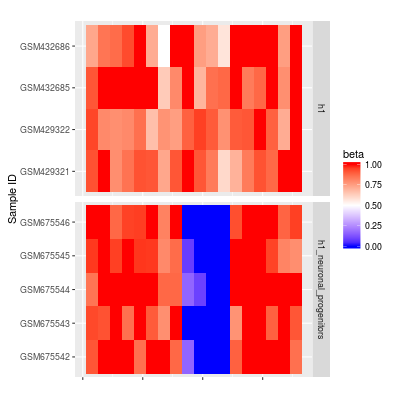 GSM432686
GSM432685
GSM429322
GSM429321
h1
Sample ID
GSM675546
GSM675545
GSM675544
GSM675543
GSM675542
h1_neuronal_progenitors
beta
1.00
0.75
0.50
0.25
0.00